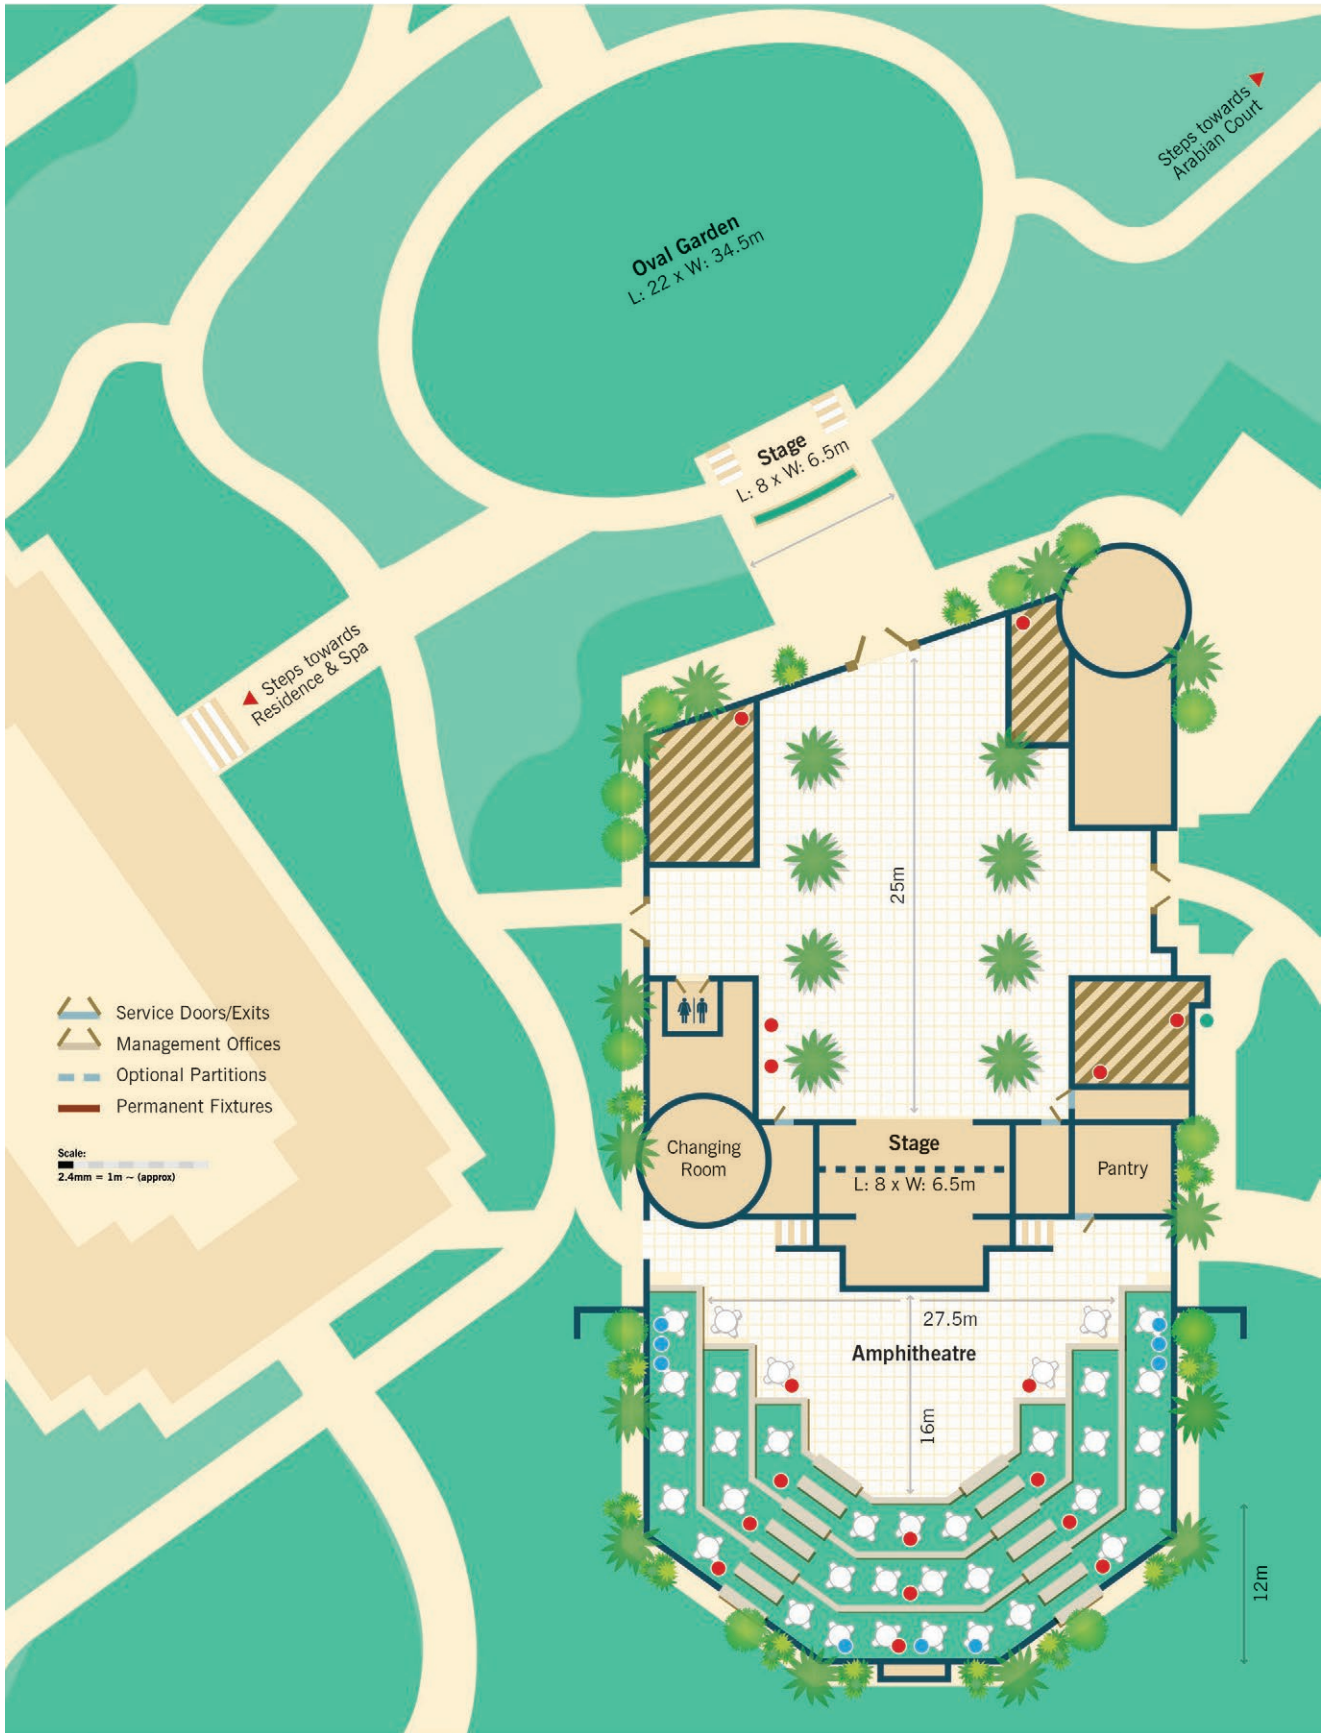 Steps towards
Arabian Court
Oval Garden
L: 22 x W: 34.5m
Stage
L: 8 x W: 6.5m
Steps towards
Residence & Spa
25m
Service Doors/Exits
Management Offices
Optional Partitions
Permanent Fixtures
Scale:
2.4mm = 1m ~ (approx)
Changing
Room
Stage
L: 8 x W: 6.5m
Pantry
27.5m
Amphitheatre
16m
12m